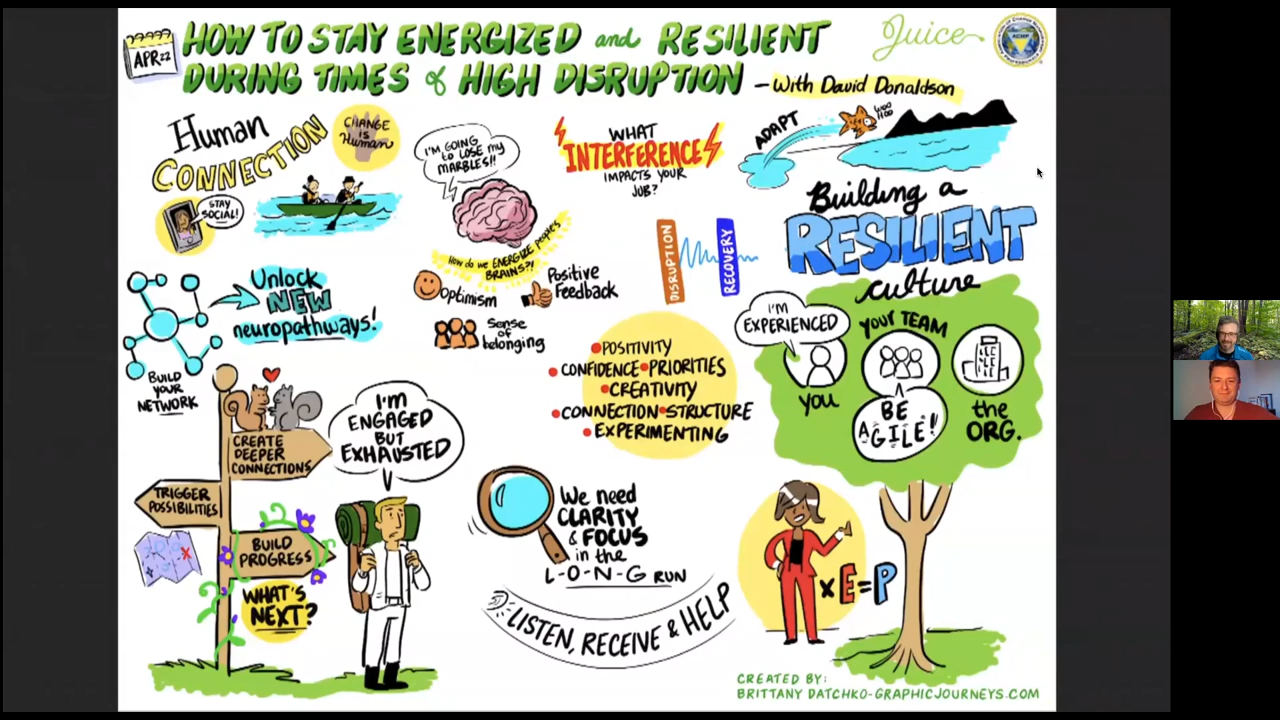 APR 22
HOW TO STAY ENERGIZED and RESILIENT
DURING TIMES of HIGH DISRUPTION
- With David Donaldson
Juice
ACMP
Human
CONNECTION
CHANGE
is
Human
STAY
SOCIAL!
I'M GOING
to LOSE my
MARBLES!!
How do we ENERGIZE people's
BRAINS?!
Optimism
Positive
Feedback
Sense
of
belonging
WHAT
INTERFERENCE
IMPACTS YOUR
JOB?
ADAPT
WOO
HOO
DISRUPTION
RECOVERY
Building a
RESILIENT
culture
Unlock
NEW
neuropathways!
BUILD
YOUR
NETWORK
CREATE
DEEPER
CONNECTIONS
TRIGGER
POSSIBILITIES
BUILD
PROGRESS
WHAT'S
NEXT?
I'M
ENGAGED
BUT
EXHAUSTED
POSITIVITY
CONFIDENCE • PRIORITIES
CREATIVITY
CONNECTION • STRUCTURE
EXPERIMENTING
We need
CLARITY
& FOCUS
in the
L-O-N-G RUN
LISTEN, RECEIVE & HELP
I'M
EXPERIENCED
YOU
your TEAM
BE
AGILE!!
the
ORG.
x E = P
CREATED BY:
BRITTANY DATCHKO-GRAPHICJOURNEYS.COM